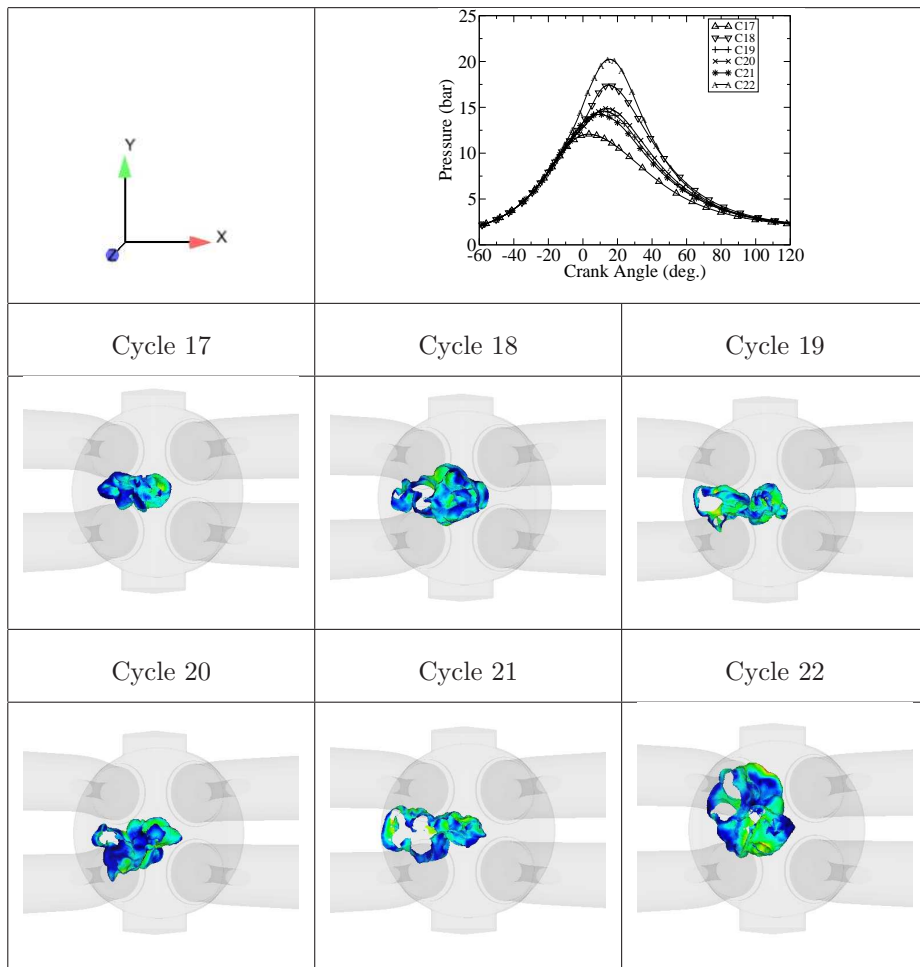 Y
X
Z
25
20
15
10
5
0
Pressure (bar)
-60 -40 -20 0 20 40 60 80 100 120
Crank Angle (deg.)
C17
C18
C19
C20
C21
C22
Cycle 17 Cycle 18 Cycle 19
Cycle 20 Cycle 21 Cycle 22